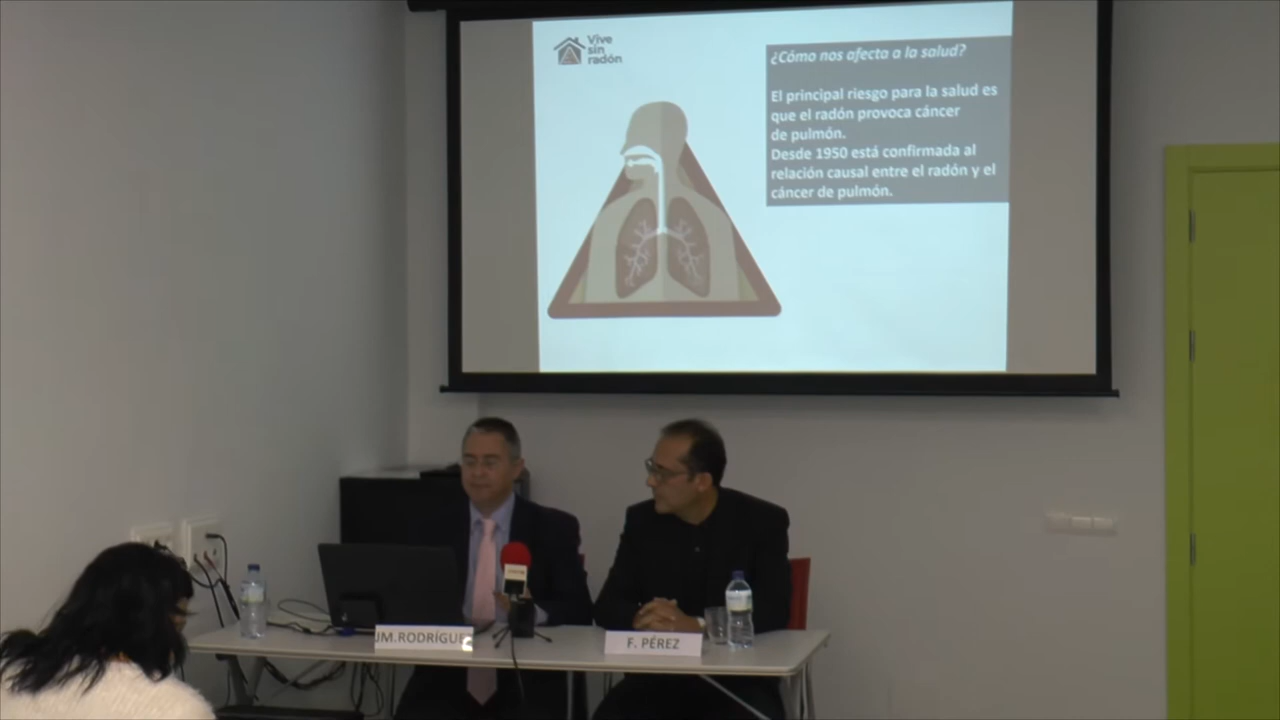 Vive
sin
radón
¿Cómo nos afecta a la salud?
El principal riesgo para la salud es
que el radón provoca cáncer
de pulmón.
Desde 1950 está confirmada al
relación causal entre el radón y el
cáncer de pulmón.
JM.RODRÍGUE
F. PÉREZ